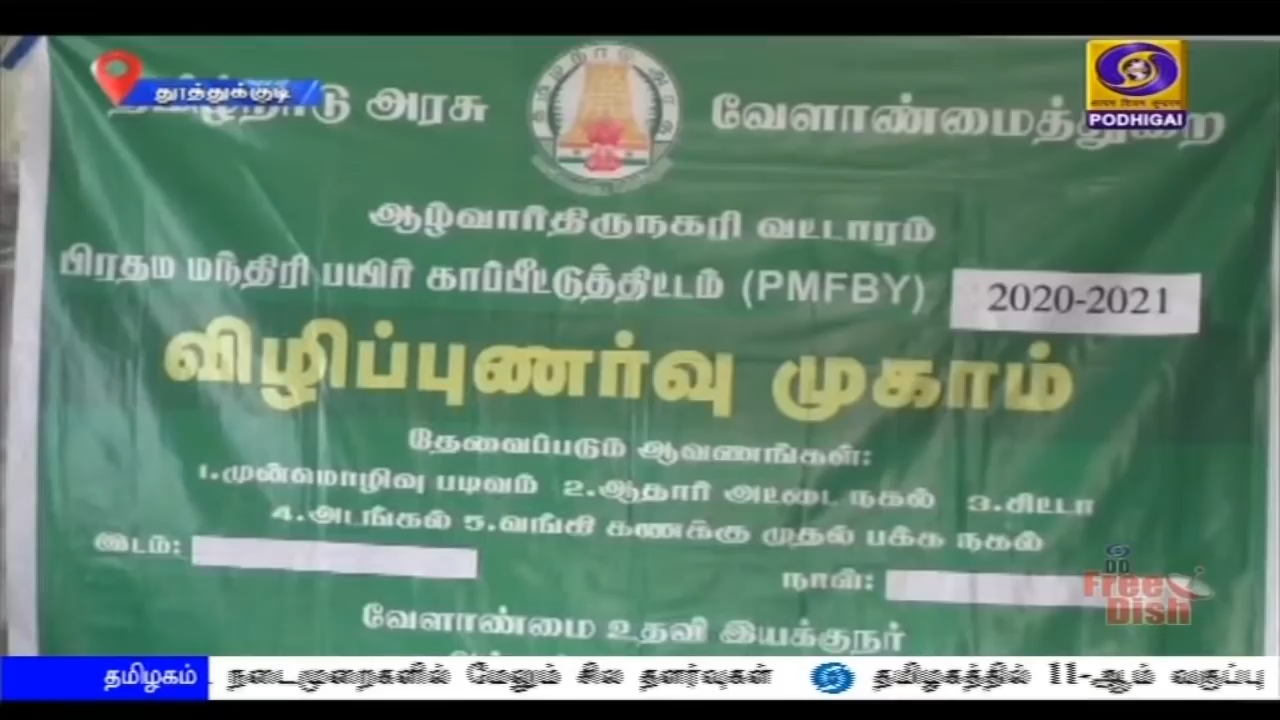 தூத்துக்குடி
தமிழ்நாடு அரசு வேளாண்மைத்துறை
PODHIGAI
ஆழ்வார்திருநகரி வட்டாரம்
பிரதம மந்திரி பயிர் காப்பீட்டுத்திட்டம் (PMFBY) 2020-2021
விழிப்புணர்வு முகாம்
தேவைப்படும் ஆவணங்கள்:
1.முன்மொழிவு படிவம் 2.ஆதார் அட்டை நகல் 3.சிட்டா
4.அடங்கல் 5.வங்கி கணக்கு முதல் பக்க நகல்
இடம்:
நாள்:
DD Free Dish
வேளாண்மை உதவி இயக்குநர்
தமிழகம் நடைமுறைகளில் மேலும் சில தளர்வுகள் தமிழகத்தில் 11-ஆம் வகுப்பு